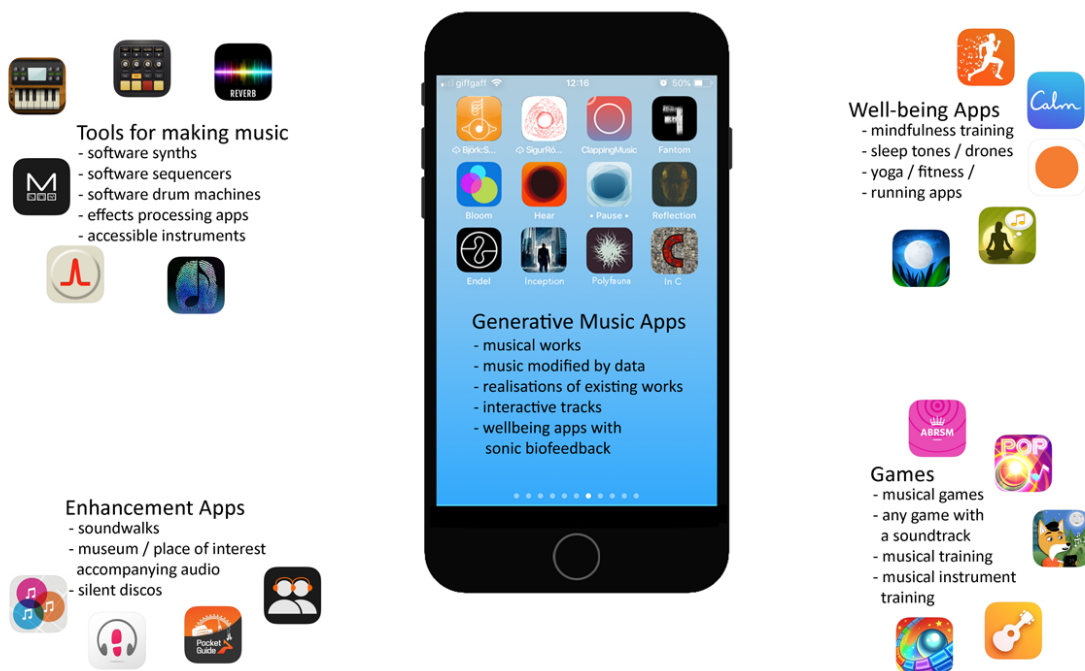 REVERB
Tools for making music
- software synths
- software sequencers
- software drum machines
- effects processing apps
- accessible instruments
giffgaff 12:16 50%
Björk:S... SigurRó... ClappingMusic Fantom
Bloom Hear • Pause • Reflection
Endel Inception Polyfauna In C
Generative Music Apps
- musical works
- music modified by data
- realisations of existing works
- interactive tracks
- wellbeing apps with
sonic biofeedback
Calm
Well-being Apps
- mindfulness training
- sleep tones / drones
- yoga / fitness /
- running apps
Enhancement Apps
- soundwalks
- museum / place of interest
accompanying audio
- silent discos
Pocket
Guide
ABRSM
POP
Games
- musical games
- any game with
a soundtrack
- musical training
- musical instrument
training